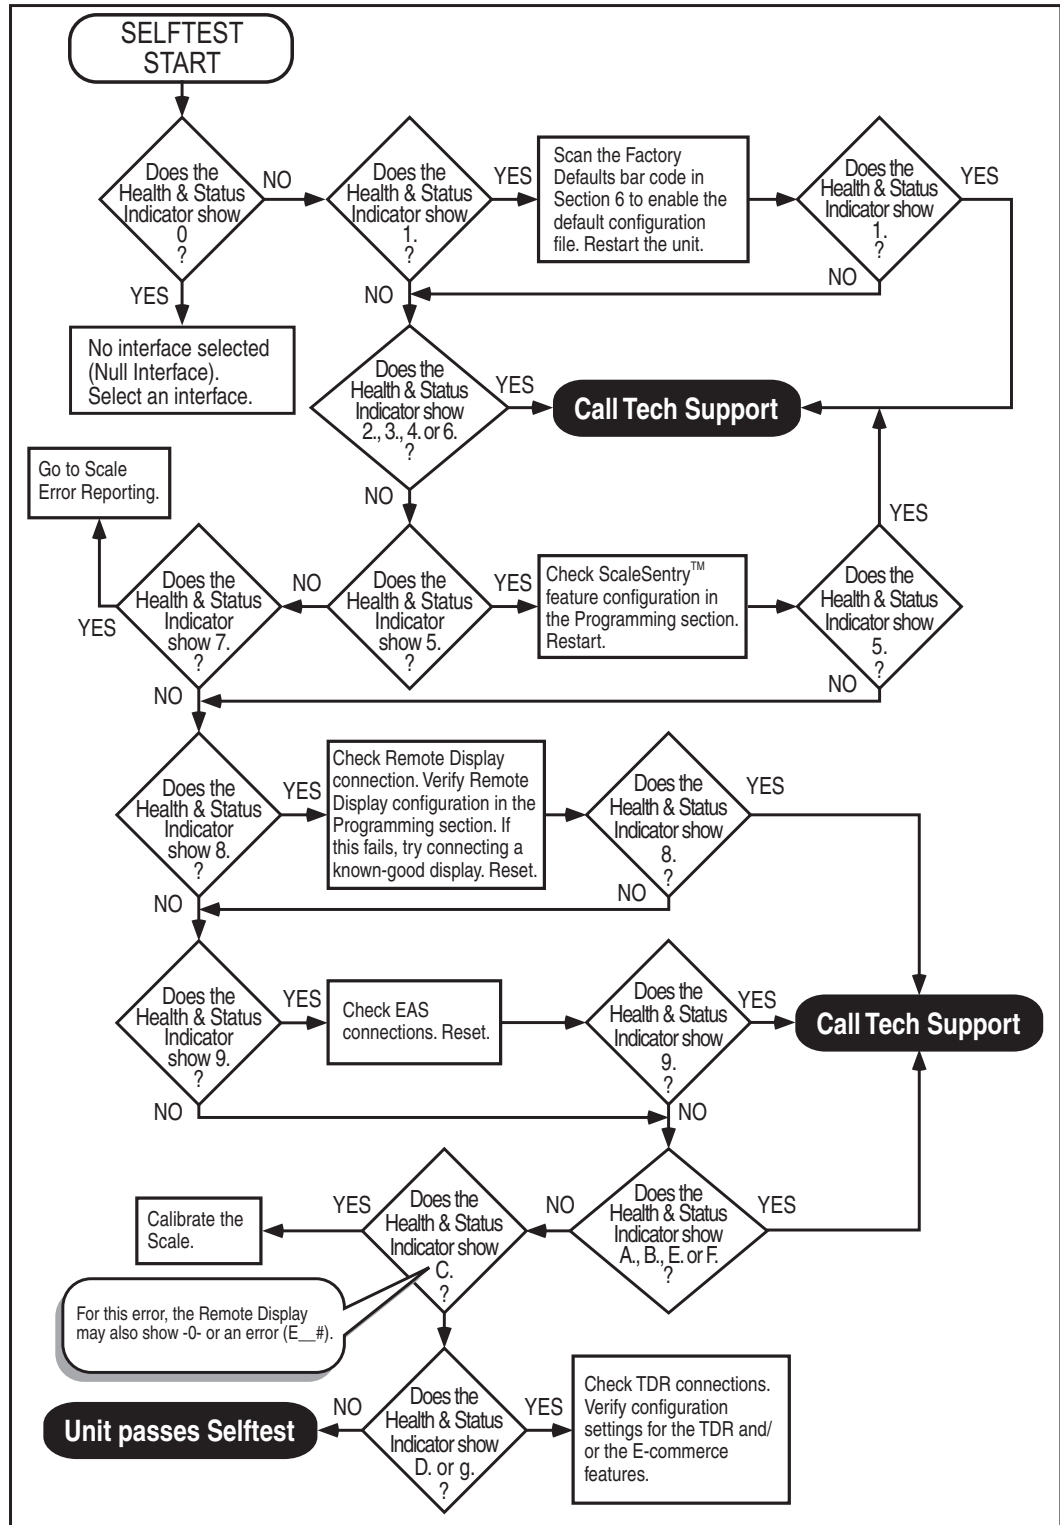 SELFTEST
START
Does the
Health & Status
Indicator show
0
?
NO
YES
No interface selected
(Null Interface).
Select an interface.
Does the
Health & Status
Indicator show
1.
?
YES
NO
Scan the Factory
Defaults bar code in
Section 6 to enable the
default configuration
file. Restart the unit.
Does the
Health & Status
Indicator show
1.
?
YES
NO
Does the
Health & Status
Indicator show
2., 3., 4. or 6.
?
YES
NO
Call Tech Support
Go to Scale
Error Reporting.
Does the
Health & Status
Indicator
show 7.
?
YES
NO
NO
Does the
Health & Status
Indicator
show 5.
?
YES
Check ScaleSentry™
feature configuration in
the Programming section.
Restart.
Does the
Health & Status
Indicator show
5.
?
YES
NO
Does the
Health & Status
Indicator
show 8.
?
YES
NO
Check Remote Display
connection. Verify Remote
Display configuration in the
Programming section. If
this fails, try connecting a
known-good display. Reset.
Does the
Health & Status
Indicator show
8.
?
YES
NO
Does the
Health & Status
Indicator
show 9.
?
YES
NO
Check EAS
connections. Reset.
Does the
Health & Status
Indicator show
9.
?
YES
NO
Call Tech Support
Does the
Health & Status
Indicator show
A., B., E. or F.
?
YES
NO
Does the
Health & Status
Indicator show
C.
?
YES
Calibrate the
Scale.
For this error, the Remote Display
may also show -0- or an error (E__#).
Does the
Health & Status
Indicator show
D. or g.
?
NO
YES
Unit passes Selftest
Check TDR connections.
Verify configuration
settings for the TDR and/
or the E-commerce
features.